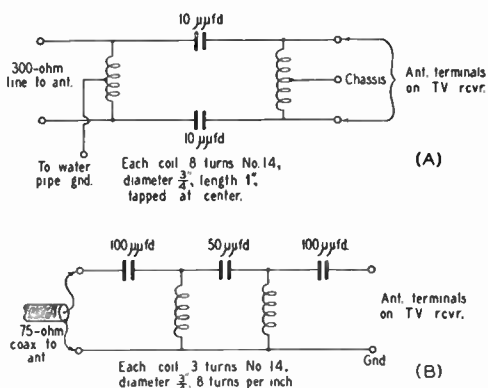 10 μμfd
300-ohm
line to ant.
Chassis
Ant. terminals
on TV rcvr.
10 μμfd
To water
pipe gnd.
Each coil 8 turns No. 14,
diameter 3/4", length 1",
tapped at center.
(A)
100 μμfd
50 μμfd
100 μμfd.
Ant. terminals
on TV rcvr.
75-ohm
coax to
ant
Each coil 3 turns No 14,
diameter 3/4", 8 turns per inch
Gnd
(B)